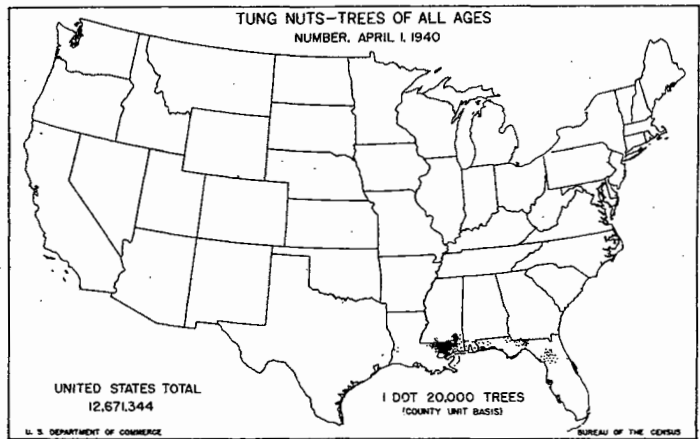 TUNG NUTS-TREES OF ALL AGES
NUMBER, APRIL 1, 1940
UNITED STATES TOTAL
12,671,344
1 DOT 20,000 TREES
(COUNTY UNIT BASIS)
U. S. DEPARTMENT OF COMMERCE
BUREAU OF THE CENSUS